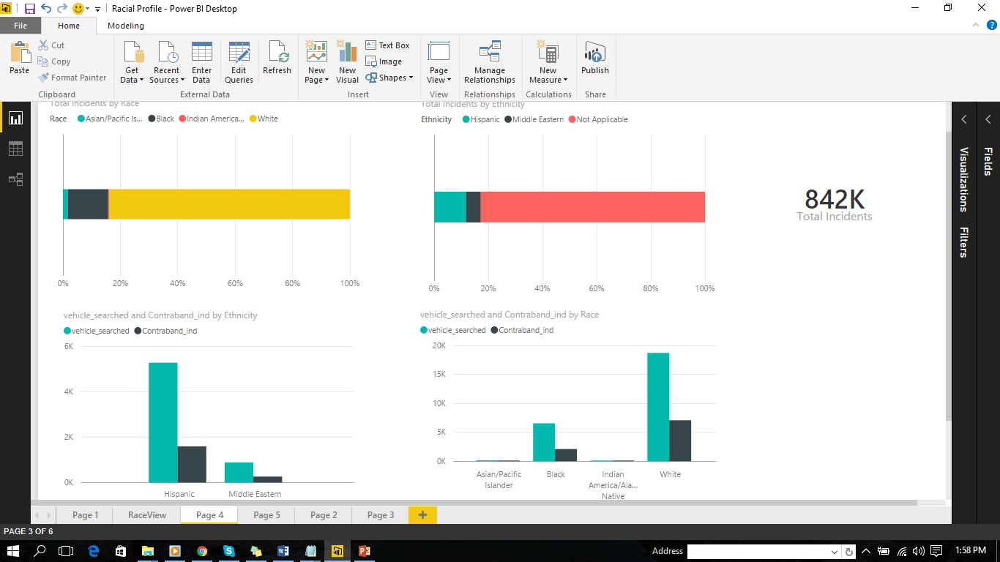 Racial Profile - Power BI Desktop
File Home Modeling
Paste
Cut
Copy
Format Painter
Clipboard
Get Data
Recent Sources
Enter Data
Edit Queries
Refresh
External Data
New Page
New Visual
Text Box
Image
Shapes
Insert
Page View
View
Manage Relationships
Relationships
New Measure
Calculations
Publish
Share
Total Incidents by Race
Race Asian/Pacific Is... Black Indian America... White
0% 20% 40% 60% 80% 100%
Total Incidents by Ethnicity
Ethnicity Hispanic Middle Eastern Not Applicable
0% 20% 40% 60% 80% 100%
842K
Total Incidents
vehicle_searched and Contraband_ind by Ethnicity
vehicle_searched Contraband_ind
6K
4K
2K
0K
Hispanic Middle Eastern
vehicle_searched and Contraband_ind by Race
vehicle_searched Contraband_ind
20K
15K
10K
5K
0K
Asian/Pacific Islander
Black
Indian America/Ala... Native
White
Visualizations
Filters
Fields
Page 1 RaceView Page 4 Page 5 Page 2 Page 3 +
PAGE 3 OF 6
Address
1:58 PM